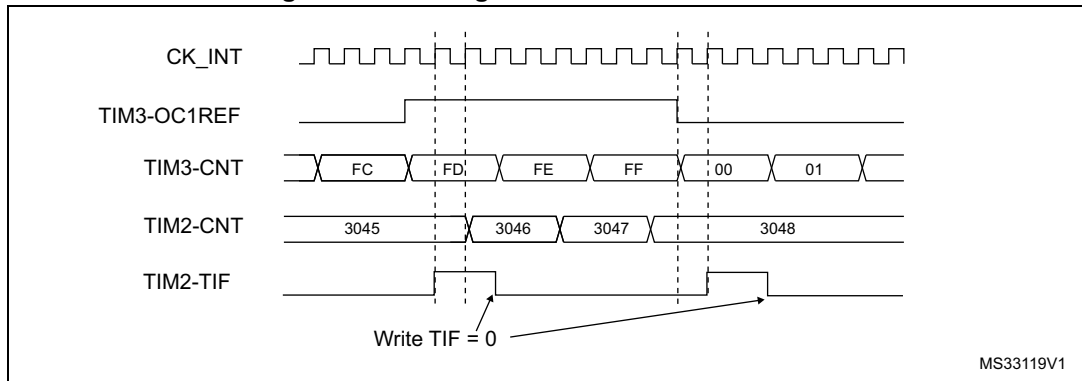 CK_INT
TIM3-OC1REF
TIM3-CNT FC FD FE FF 00 01
TIM2-CNT 3045 3046 3047 3048
TIM2-TIF
Write TIF = 0
MS33119V1